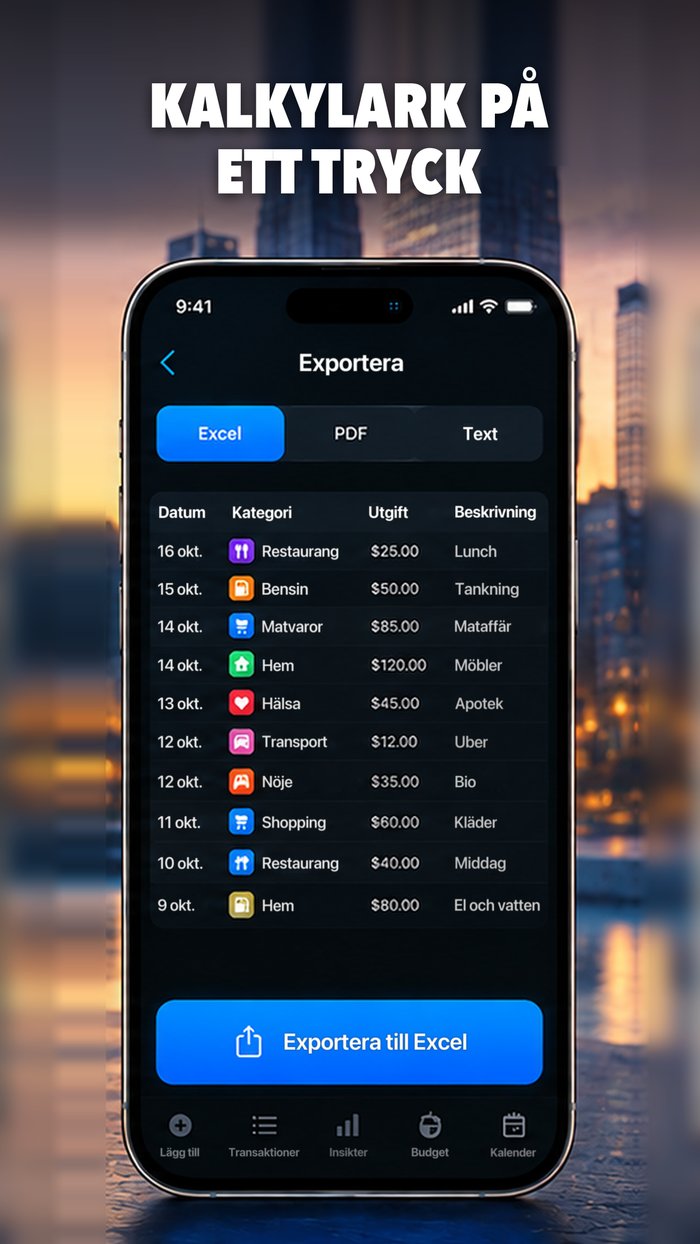 KALKYLARK PÅ
ETT TRYCK
9:41
Exportera
Excel PDF Text
Datum Kategori Utgift Beskrivning
16 okt. Restaurang $25.00 Lunch
15 okt. Bensin $50.00 Tankning
14 okt. Matvaror $85.00 Mataffär
14 okt. Hem $120.00 Möbler
13 okt. Hälsa $45.00 Apotek
12 okt. Transport $12.00 Uber
12 okt. Nöje $35.00 Bio
11 okt. Shopping $60.00 Kläder
10 okt. Restaurang $40.00 Middag
9 okt. Hem $80.00 El och vatten
Exportera till Excel
Lägg till Transaktioner Insikter Budget Kalender